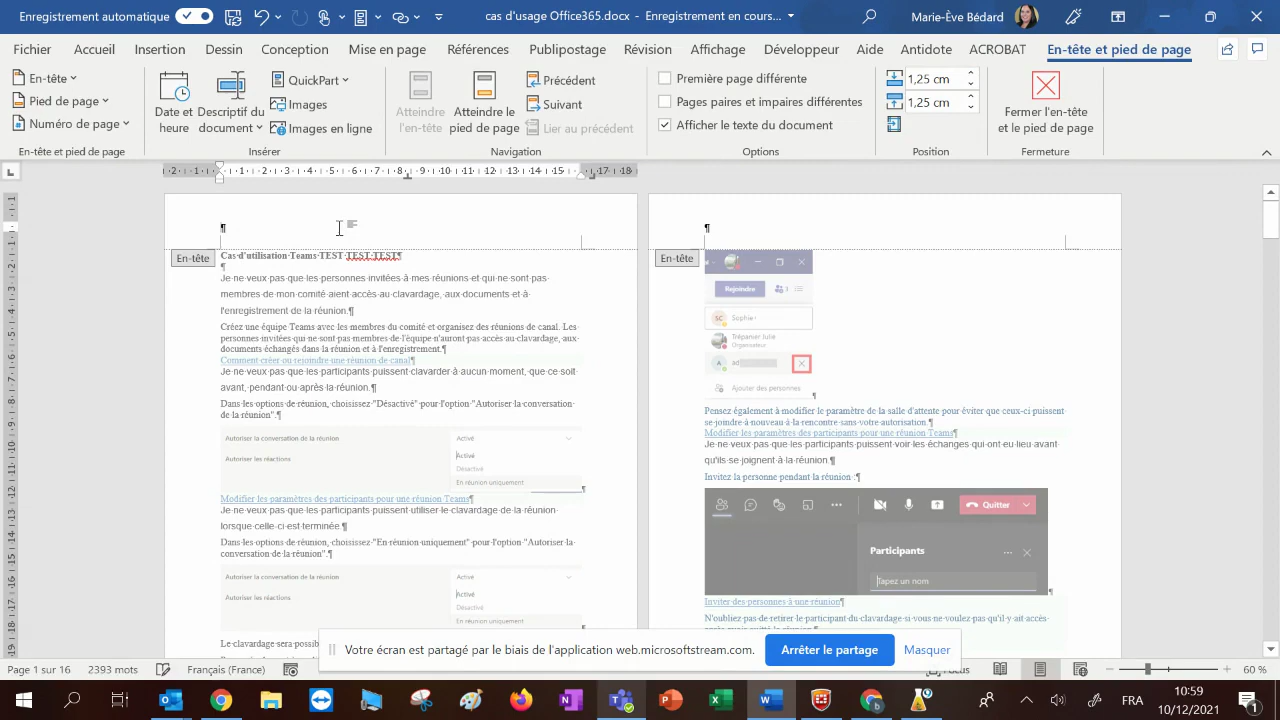 Enregistrement automatique
cas d'usage Office365.docx - Enregistrement en cours...
Marie-Ève Bédard
Fichier Accueil Insertion Dessin Conception Mise en page Références Publipostage Révision Affichage Développeur Aide Antidote ACROBAT En-tête et pied de page
En-tête
Pied de page
Numéro de page
En-tête et pied de page
Date et heure
Descriptif du document
QuickPart
Images
Images en ligne
Insérer
Atteindre l'en-tête
Atteindre le pied de page
Précédent
Suivant
Lier au précédent
Navigation
Première page différente
Pages paires et impaires différentes
Afficher le texte du document
Options
1,25 cm
1,25 cm
Position
Fermer l'en-tête et le pied de page
Fermeture
En-tête
Cas d'utilisation Teams TEST TEST TEST¶
Je ne veux pas que les personnes invitées à mes réunions et qui ne sont pas
membres de mon comité aient accès au clavardage, aux documents et à
l'enregistrement de la réunion.¶
Créez une équipe Teams avec les membres du comité et organisez des réunions de canal. Les
personnes invitées qui ne sont pas membres de l'équipe n'auront pas accès au clavardage, aux
documents échangés dans la réunion et à l'enregistrement.¶
Comment créer ou rejoindre une réunion de canal¶
Je ne veux pas que les participants puissent clavarder à aucun moment, que ce soit
avant, pendant ou après la réunion.¶
Dans les options de réunion, choisissez "Désactivé" pour l'option "Autoriser la conversation
de la réunion".¶
Autoriser la conversation de la réunion Activé
Autoriser les réactions Activé
Désactivé
En réunion uniquement
Modifier les paramètres des participants pour une réunion Teams¶
Je ne veux pas que les participants puissent utiliser le clavardage de la réunion
lorsque celle-ci est terminée.¶
Dans les options de réunion, choisissez "En réunion uniquement" pour l'option "Autoriser la
conversation de la réunion".¶
Autoriser la conversation de la réunion Activé
Autoriser les réactions Activé
Désactivé
En réunion uniquement
Le clavardage sera possib
En-tête
Rejoindre 1
SC Sophie
Trépanier Julie
Organisateur
A ad
Ajouter des personnes
Pensez également à modifier le paramètre de la salle d'attente pour éviter que ceux-ci puissent
se joindre à nouveau à la rencontre sans votre autorisation.¶
Modifier les paramètres des participants pour une réunion Teams¶
Je ne veux pas que les participants puissent voir les échanges qui ont eu lieu avant
qu'ils se joignent à la réunion.¶
Invitez la personne pendant la réunion :¶
Quitter
Participants
Tapez un nom
Inviter des personnes à une réunion¶
N'oubliez pas de retirer le participant du clavardage si vous ne voulez pas qu'il y ait accès
Votre écran est partagé par le biais de l'application web.microsoftstream.com.
Arrêter le partage
Masquer
Page 1 sur 16 2393 mots Français (France) 60 %
FRA
10:59
10/12/2021